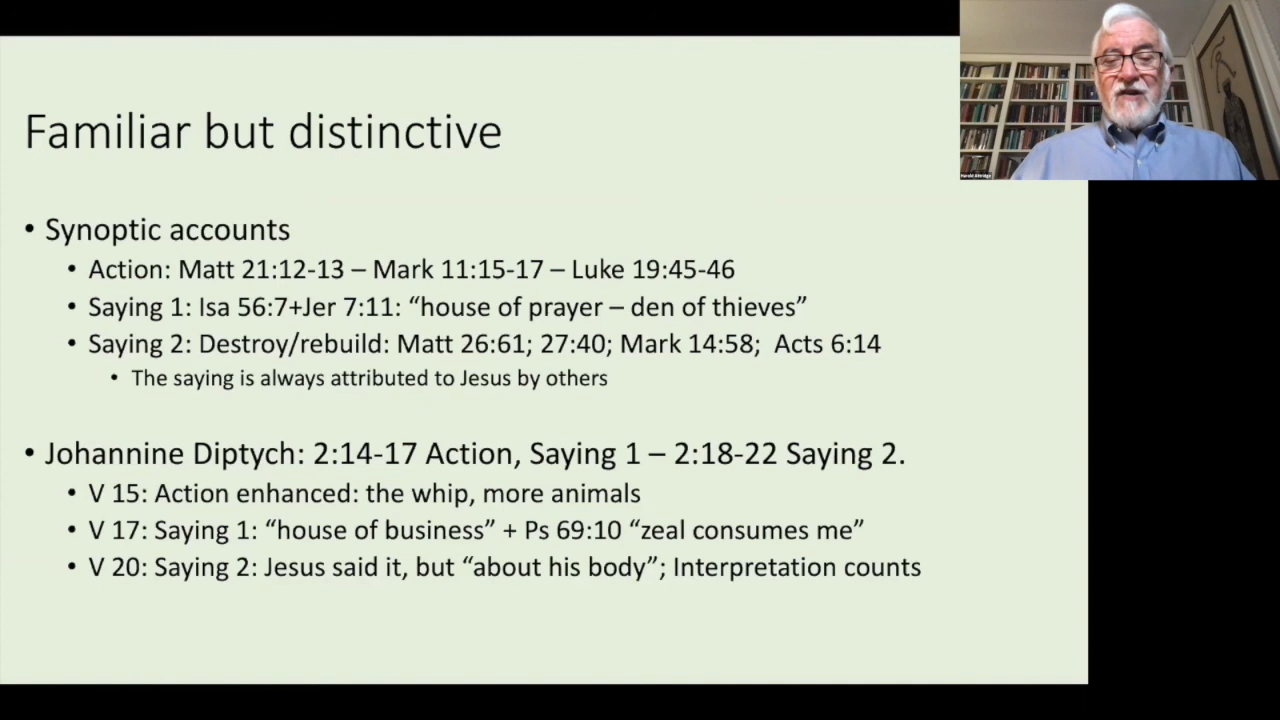 Familiar but distinctive
• Synoptic accounts
• Action: Matt 21:12-13 – Mark 11:15-17 – Luke 19:45-46
• Saying 1: Isa 56:7+Jer 7:11: “house of prayer – den of thieves”
• Saying 2: Destroy/rebuild: Matt 26:61; 27:40; Mark 14:58;  Acts 6:14
• The saying is always attributed to Jesus by others
• Johannine Diptych: 2:14-17 Action, Saying 1 – 2:18-22 Saying 2.
• V 15: Action enhanced: the whip, more animals
• V 17: Saying 1: “house of business” + Ps 69:10 “zeal consumes me”
• V 20: Saying 2: Jesus said it, but “about his body”; Interpretation counts
Harold Attridge